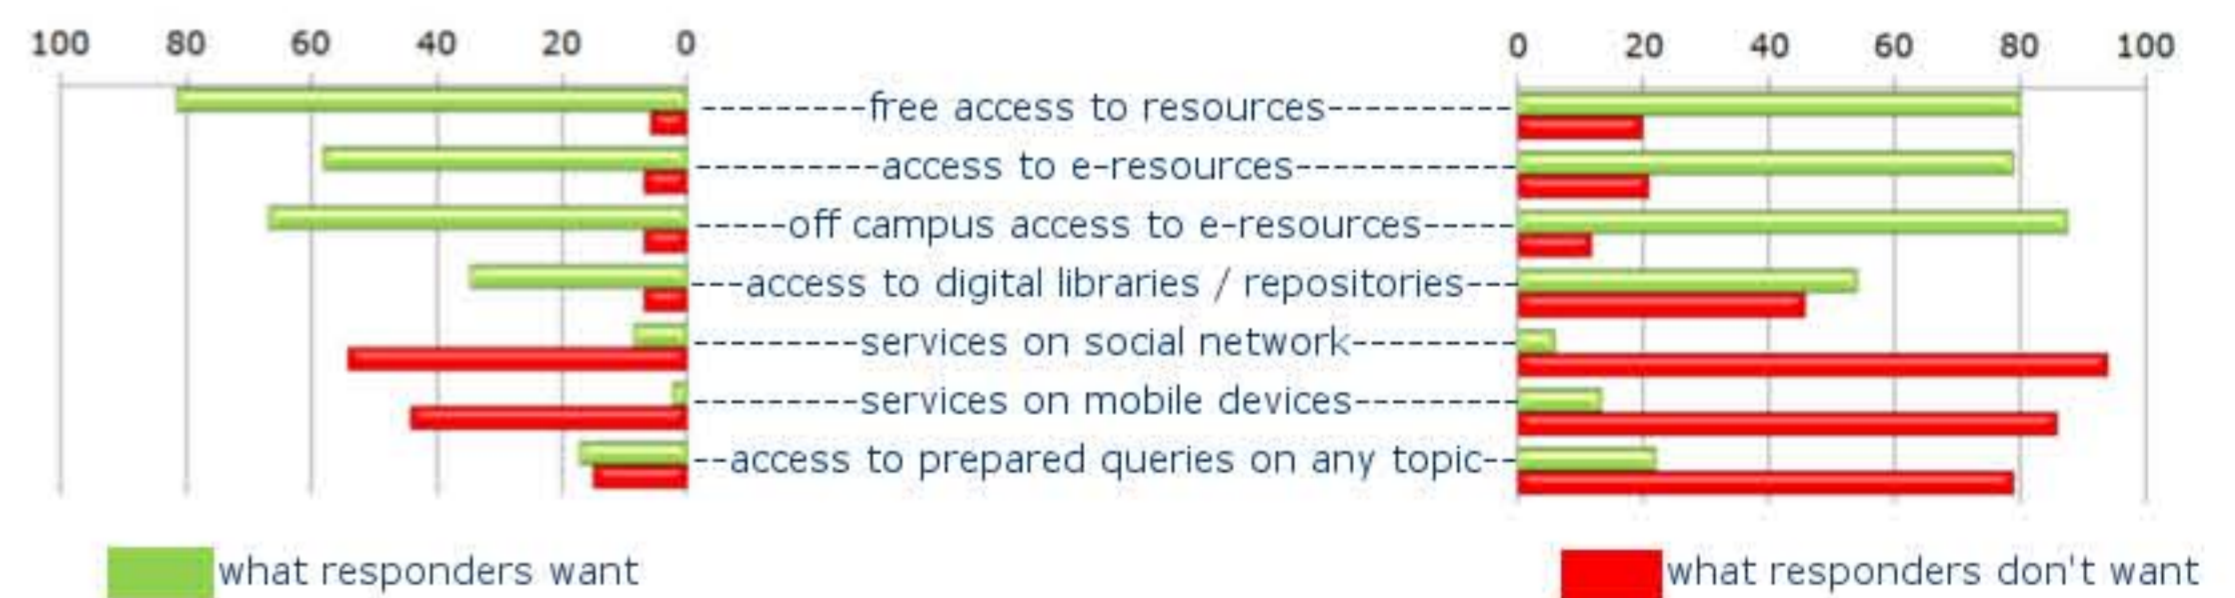 100 80 60 40 20 0 0 20 40 60 80 100
---------free access to resources----------
---------access to e-resources-----------
-----off campus access to e-resources-----
---access to digital libraries / repositories---
---------services on social network---------
---------services on mobile devices---------
--access to prepared queries on any topic--
what responders want what responders don't want